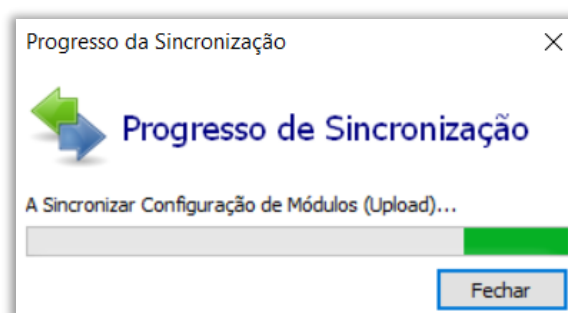 Progresso da Sincronização
Progresso de Sincronização
A Sincronizar Configuração de Módulos (Upload)...
Fechar